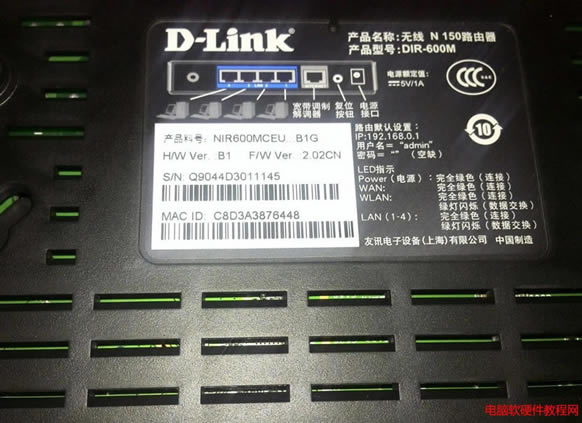 D-Link
产品名称: 无线 N 150路由器
产品型号: DIR-600M
电源额定值:
5V/1A
4 3 LAN 2 1
宽带调制
解调器
复位
按钮
电源
接口
10
产品料号: NIR600MCEU...B1G
H/W Ver.:B1 F/W Ver.: 2.02CN
S/N: Q9044D3011145
MAC ID: C8D3A3876448
路由默认设置:
IP:192.168.0.1
用户名= "admin"
密码= "" (空缺)
LED指示
Power (电源) : 完全绿色 (连接)
WAN: 完全绿色 (连接)
WLAN: 完全绿色 (连接)
绿灯闪烁 (数据交换)
LAN (1-4) : 完全绿色 (连接)
绿灯闪烁 (数据交换)
友讯电子设备(上海)有限公司 中国制造
电脑软硬件教程网